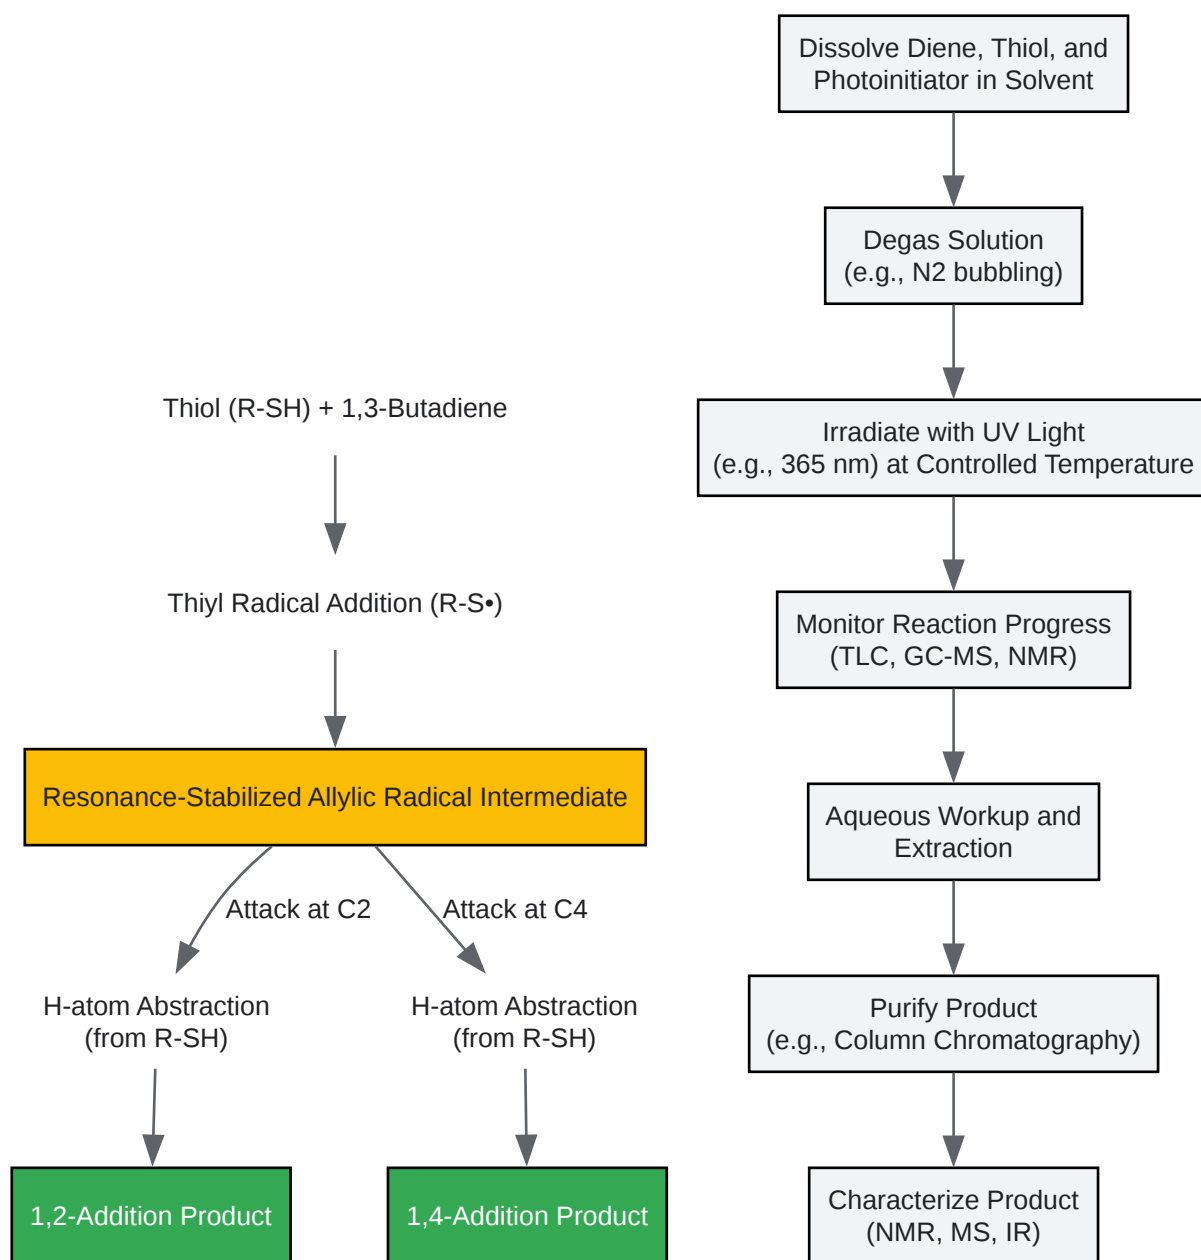 Thiol (R-SH) + 1,3-Butadiene
Thiyl Radical Addition (R-S•)
Resonance-Stabilized Allylic Radical Intermediate
Attack at C2
Attack at C4
H-atom Abstraction
(from R-SH)
H-atom Abstraction
(from R-SH)
1,2-Addition Product
1,4-Addition Product
Dissolve Diene, Thiol, and
Photoinitiator in Solvent
Degas Solution
(e.g., N2 bubbling)
Irradiate with UV Light
(e.g., 365 nm) at Controlled Temperature
Monitor Reaction Progress
(TLC, GC-MS, NMR)
Aqueous Workup and
Extraction
Purify Product
(e.g., Column Chromatography)
Characterize Product
(NMR, MS, IR)